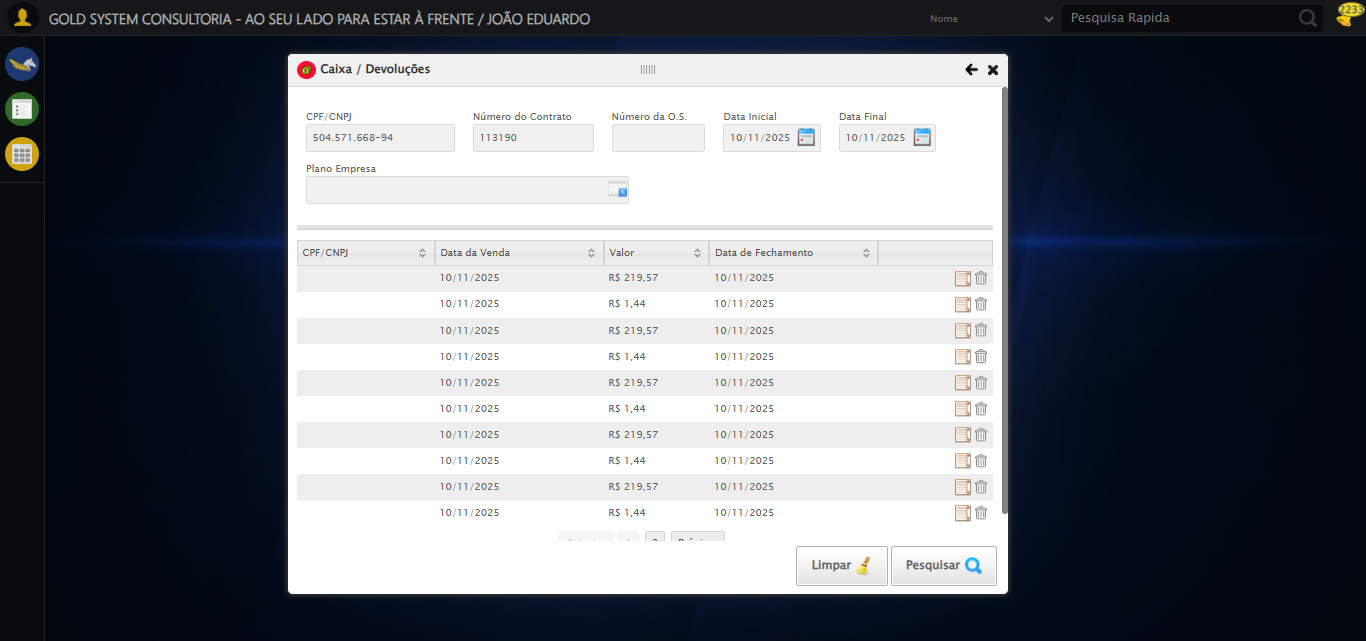 GOLD SYSTEM CONSULTORIA - AO SEU LADO PARA ESTAR À FRENTE / JOÃO EDUARDO
Nome
Pesquisa Rapida
2233
Caixa / Devoluções
CPF/CNPJ Número do Contrato Número da O.S. Data Inicial Data Final
504.571.668-94 113190 10/11/2025 10/11/2025
Plano Empresa
CPF/CNPJ Data da Venda Valor Data de Fechamento
10/11/2025 R$ 219,57 10/11/2025
10/11/2025 R$ 1,44 10/11/2025
10/11/2025 R$ 219,57 10/11/2025
10/11/2025 R$ 1,44 10/11/2025
10/11/2025 R$ 219,57 10/11/2025
10/11/2025 R$ 1,44 10/11/2025
10/11/2025 R$ 219,57 10/11/2025
10/11/2025 R$ 1,44 10/11/2025
10/11/2025 R$ 219,57 10/11/2025
10/11/2025 R$ 1,44 10/11/2025
Limpar Pesquisar